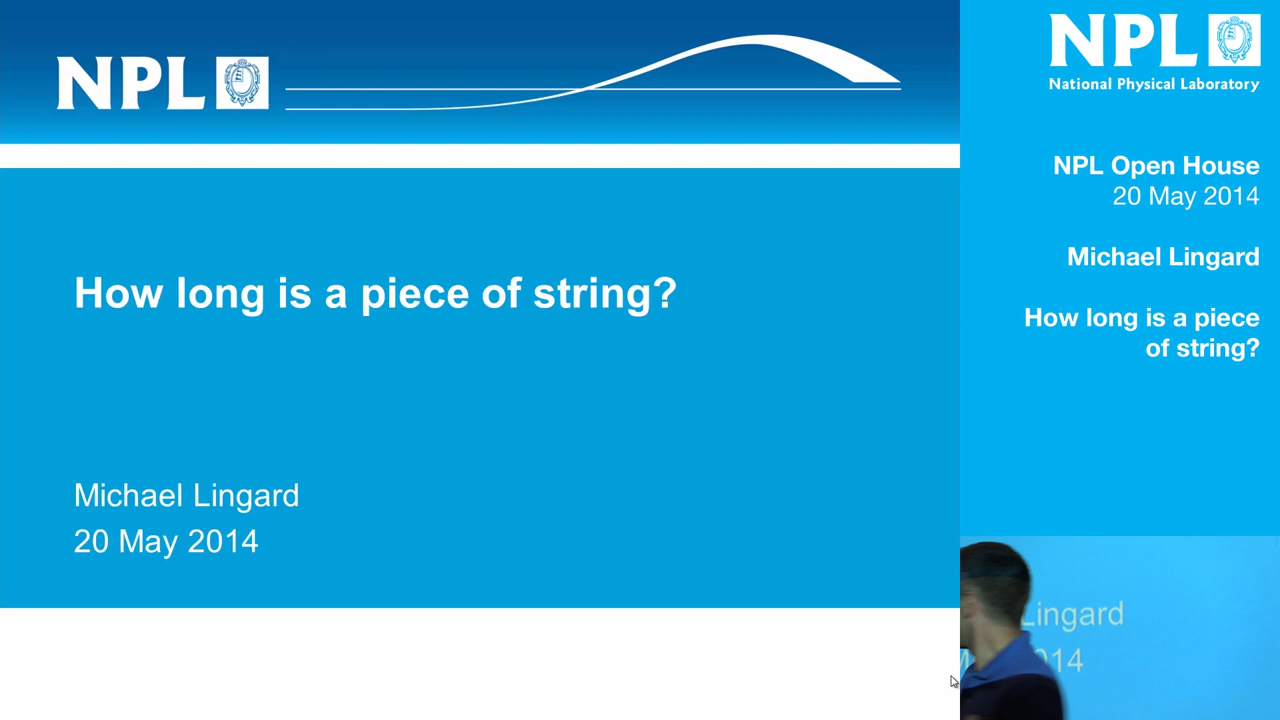 NPL
How long is a piece of string?
Michael Lingard
20 May 2014
NPL
National Physical Laboratory
NPL Open House
20 May 2014
Michael Lingard
How long is a piece
of string?
Lingard
M 014